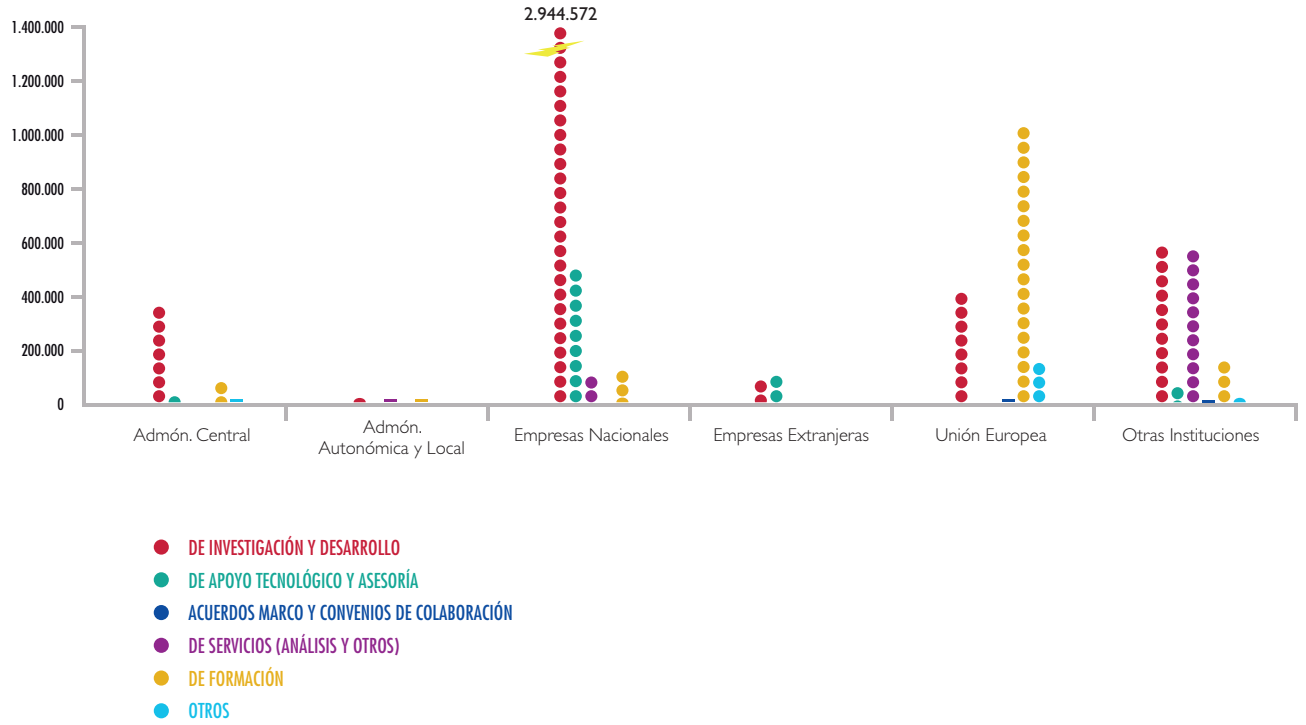 2.944.572
1.400.000
1.200.000
1.000.000
800.000
600.000
400.000
200.000
0
Admón. Central
Admón.
Autonómica y Local
Empresas Nacionales
Empresas Extranjeras
Unión Europea
Otras Instituciones
DE INVESTIGACIÓN Y DESARROLLO
DE APOYO TECNOLÓGICO Y ASESORÍA
ACUERDOS MARCO Y CONVENIOS DE COLABORACIÓN
DE SERVICIOS (ANÁLISIS Y OTROS)
DE FORMACIÓN
OTROS